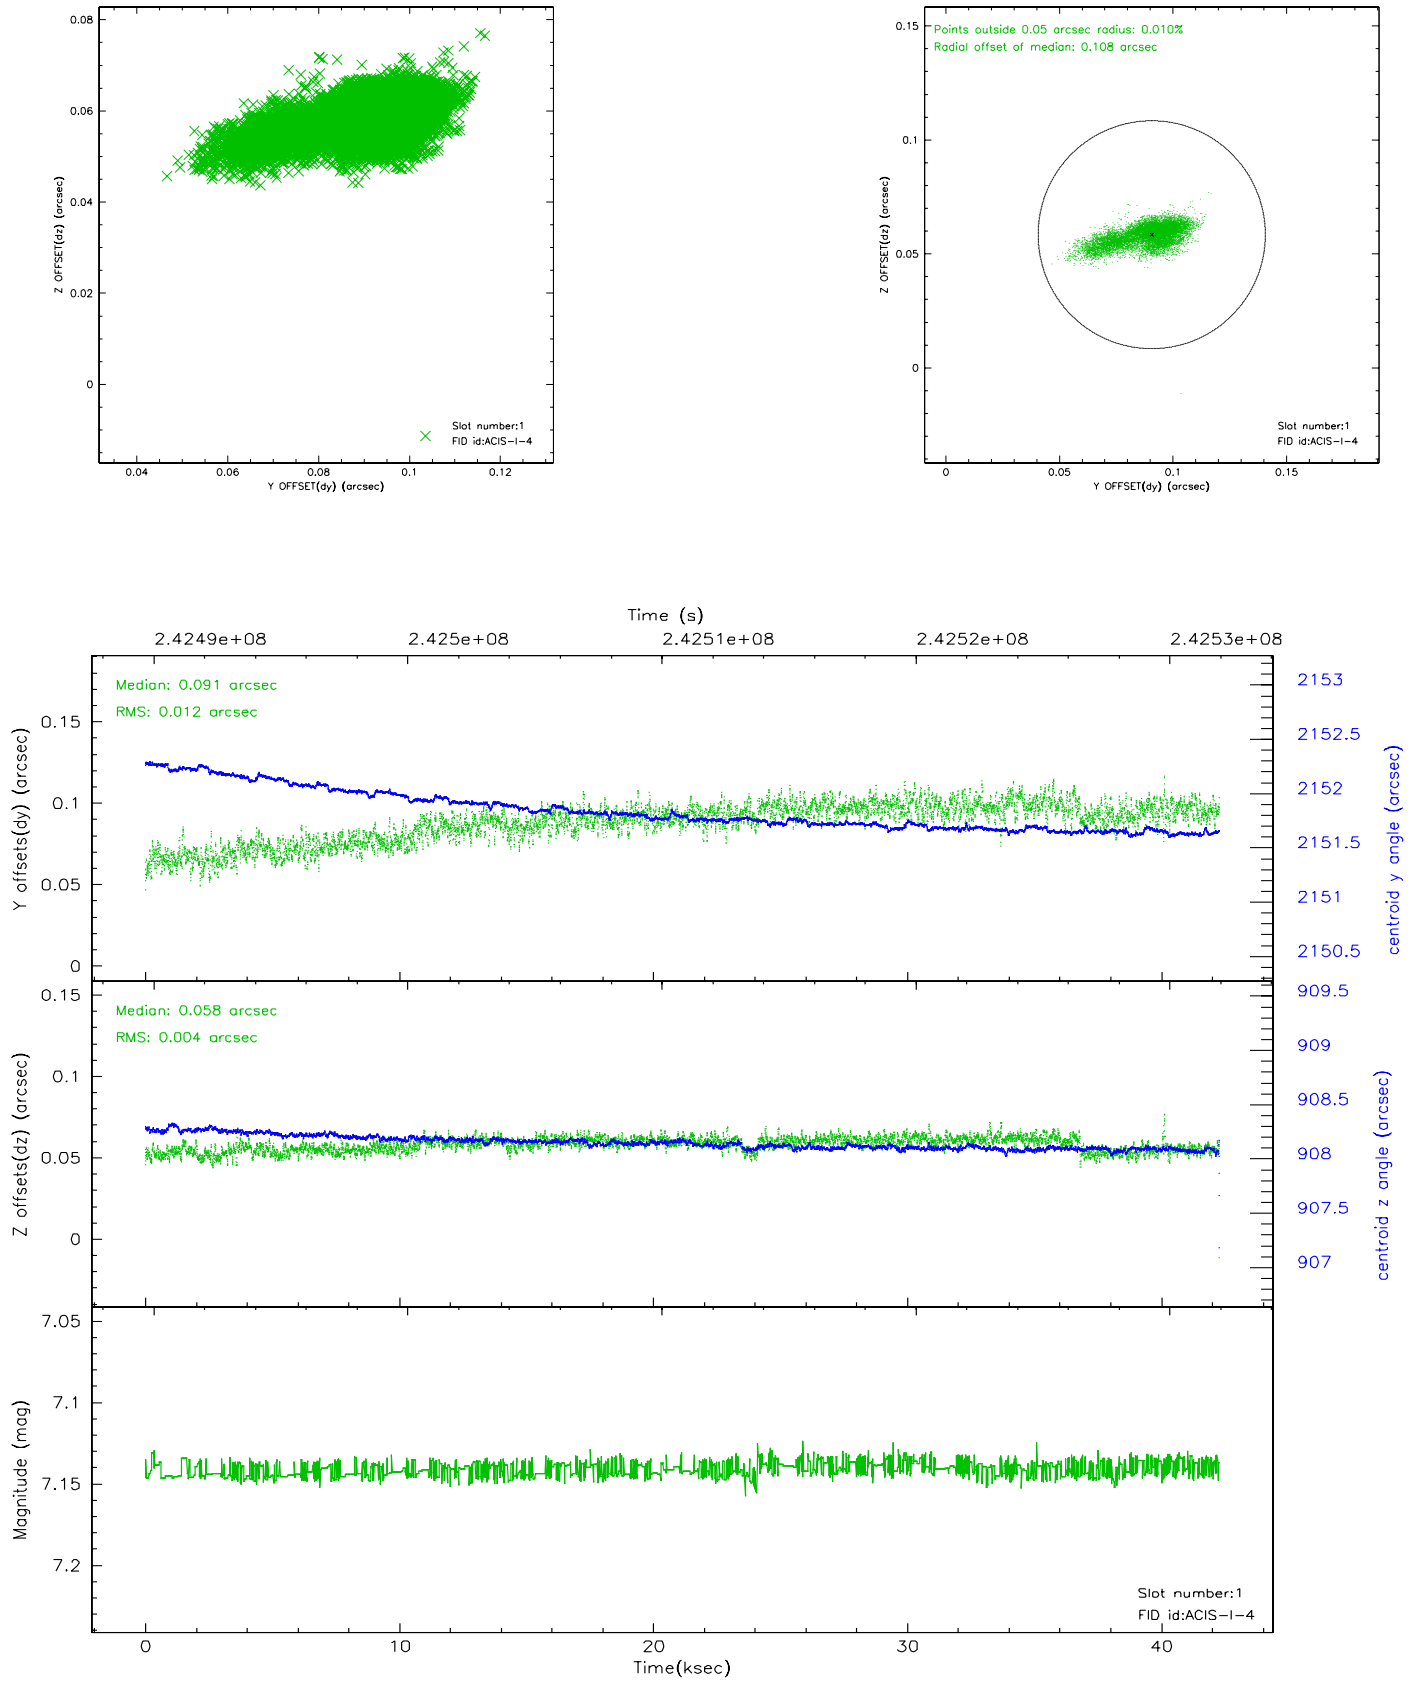 0.08
0.06
0.04
0.02
0
Z OFFSET(dz) (arcsec)
Slot number:1
FID id:ACIS-I-4
0.04 0.06 0.08 0.1 0.12
Y OFFSET(dy) (arcsec)
Points outside 0.05 arcsec radius: 0.010%
Radial offset of median: 0.108 arcsec
0.15
0.1
0.05
0
Z OFFSET(dz) (arcsec)
Slot number:1
FID id:ACIS-I-4
0 0.05 0.1 0.15
Y OFFSET(dy) (arcsec)
Time (s)
2.4249e+08 2.425e+08 2.4251e+08 2.4252e+08 2.4253e+08
Median: 0.091 arcsec
RMS: 0.012 arcsec
0.15
0.1
0.05
0
Y offsets(dy) (arcsec)
2153
2152.5
2152
2151.5
2151
2150.5
centroid y angle (arcsec)
Median: 0.058 arcsec
RMS: 0.004 arcsec
0.15
0.1
0.05
0
Z offsets(dz) (arcsec)
909.5
909
908.5
908
907.5
907
centroid z angle (arcsec)
7.05
7.1
7.15
7.2
Magnitude (mag)
Slot number:1
FID id:ACIS-I-4
0 10 20 30 40
Time(ksec)